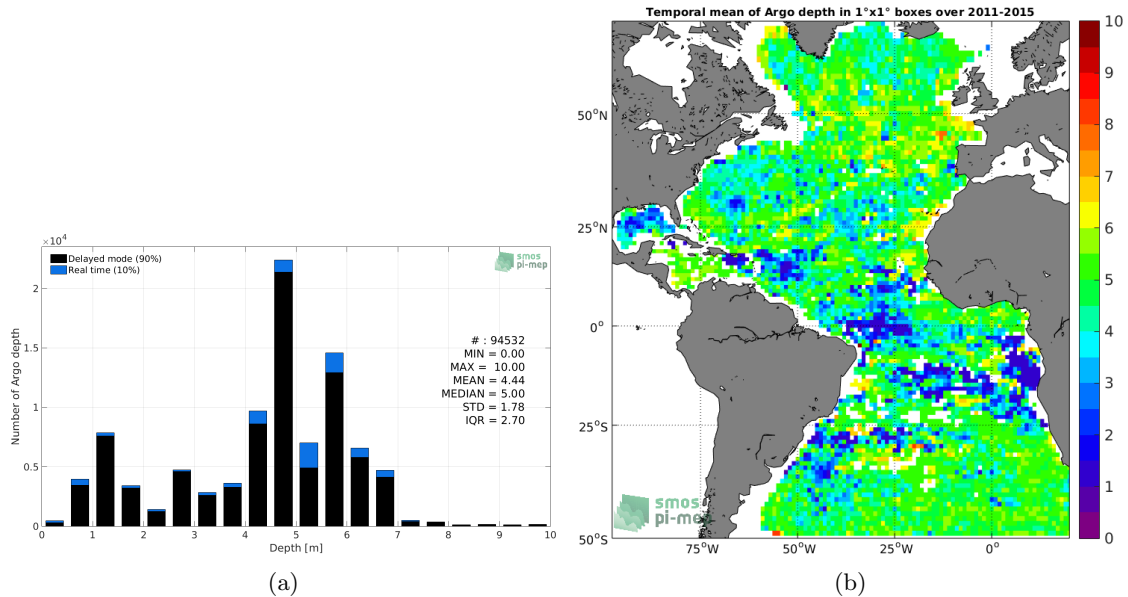 ×10⁴
Delayed mode (90%)
Real time (10%)
smos
pi-mep
# : 94532
MIN = 0.00
MAX = 10.00
MEAN = 4.44
MEDIAN = 5.00
STD = 1.78
IQR = 2.70
Number of Argo depth
2
1.5
1
0.5
0
0 1 2 3 4 5 6 7 8 9 10
Depth [m]
(a)
Temporal mean of Argo depth in 1°x1° boxes over 2011-2015
50°N
25°N
0°
25°S
50°S
75°W 50°W 25°W 0°
smos
pi-mep
10
9
8
7
6
5
4
3
2
1
0
(b)